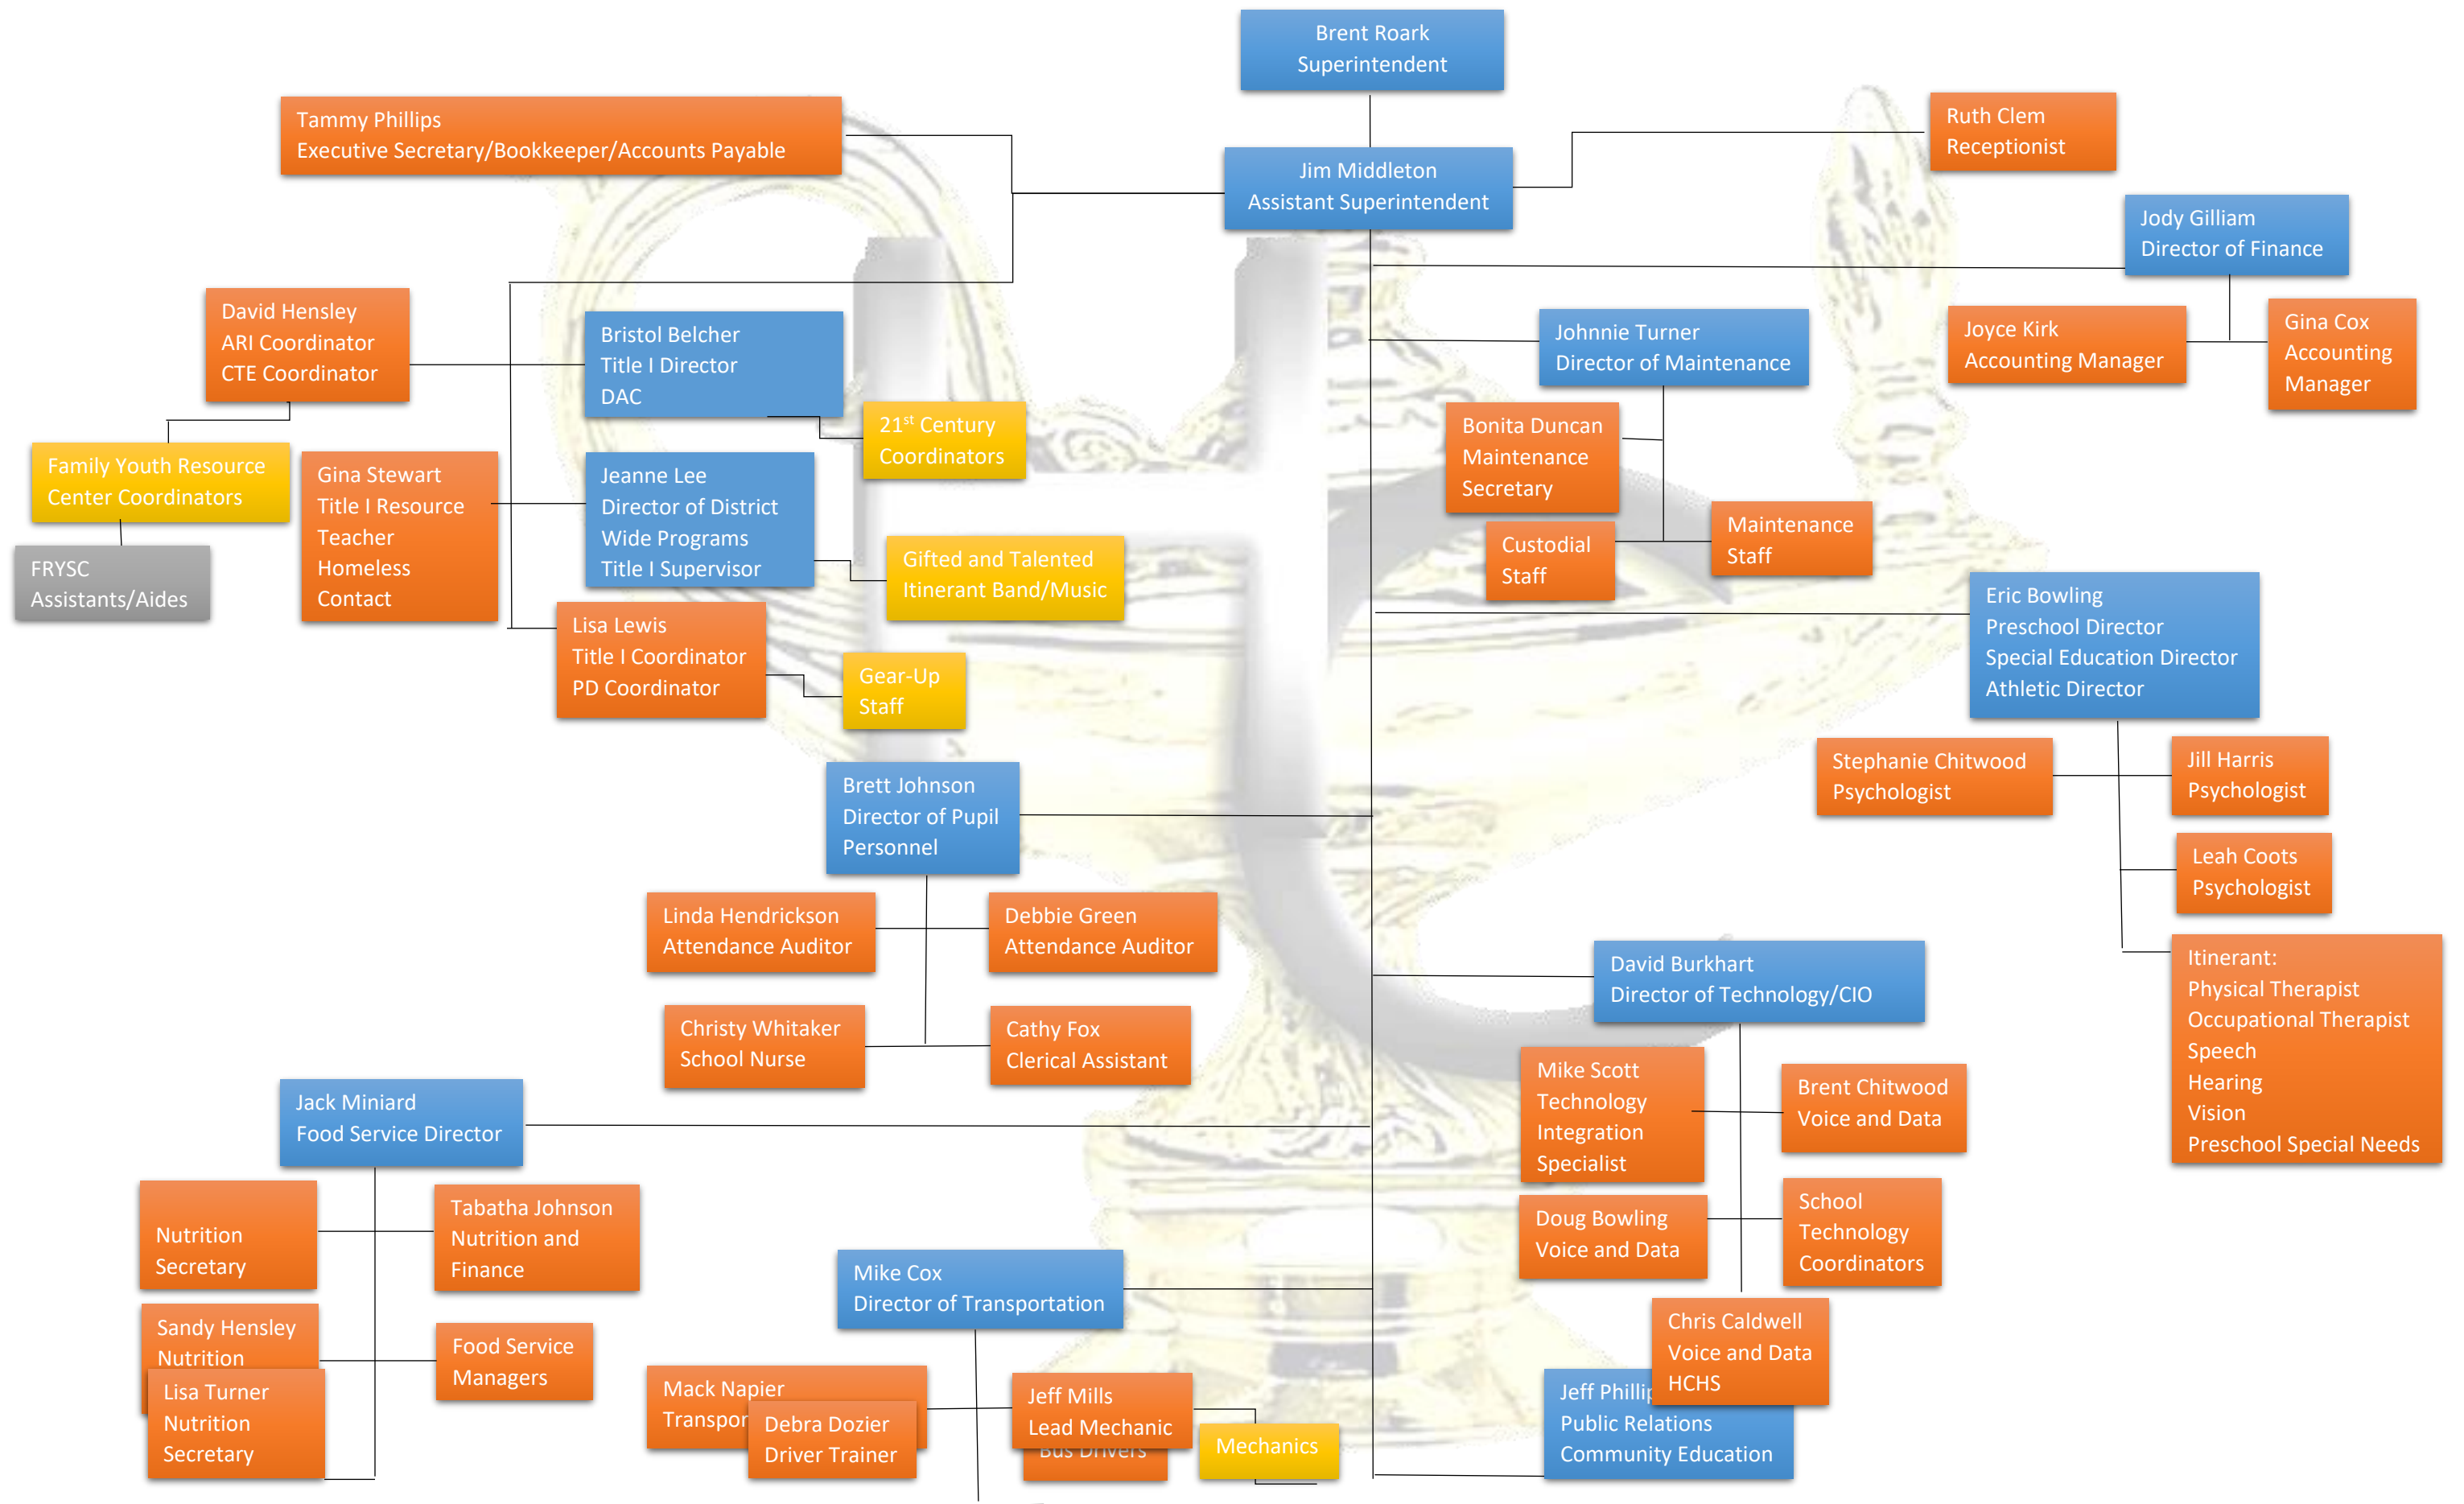 Brent Roark
Superintendent
Tammy Phillips
Executive Secretary/Bookkeeper/Accounts Payable
Ruth Clem
Receptionist
Jim Middleton
Assistant Superintendent
Jody Gilliam
Director of Finance
David Hensley
ARI Coordinator
CTE Coordinator
Bristol Belcher
Title I Director
DAC
Johnnie Turner
Director of Maintenance
Joyce Kirk
Accounting Manager
Gina Cox
Accounting
Manager
21st Century
Coordinators
Bonita Duncan
Maintenance
Secretary
Family Youth Resource
Center Coordinators
Gina Stewart
Title I Resource
Teacher
Homeless
Contact
Jeanne Lee
Director of District
Wide Programs
Title I Supervisor
Custodial
Staff
Maintenance
Staff
FRYSC
Assistants/Aides
Gifted and Talented
Itinerant Band/Music
Eric Bowling
Preschool Director
Special Education Director
Athletic Director
Lisa Lewis
Title I Coordinator
PD Coordinator
Gear-Up
Staff
Stephanie Chitwood
Psychologist
Jill Harris
Psychologist
Brett Johnson
Director of Pupil
Personnel
Leah Coots
Psychologist
Linda Hendrickson
Attendance Auditor
Debbie Green
Attendance Auditor
David Burkhart
Director of Technology/CIO
Itinerant:
Physical Therapist
Occupational Therapist
Speech
Hearing
Vision
Preschool Special Needs
Christy Whitaker
School Nurse
Cathy Fox
Clerical Assistant
Mike Scott
Technology
Integration
Specialist
Brent Chitwood
Voice and Data
Jack Miniard
Food Service Director
Nutrition
Secretary
Tabatha Johnson
Nutrition and
Finance
Doug Bowling
Voice and Data
School
Technology
Coordinators
Mike Cox
Director of Transportation
Sandy Hensley
Nutrition
Food Service
Managers
Chris Caldwell
Voice and Data
HCHS
Lisa Turner
Nutrition
Secretary
Mack Napier
Debra Dozier
Driver Trainer
Jeff Mills
Lead Mechanic
Bus Drivers
Mechanics
Jeff
Public Relations
Community Education